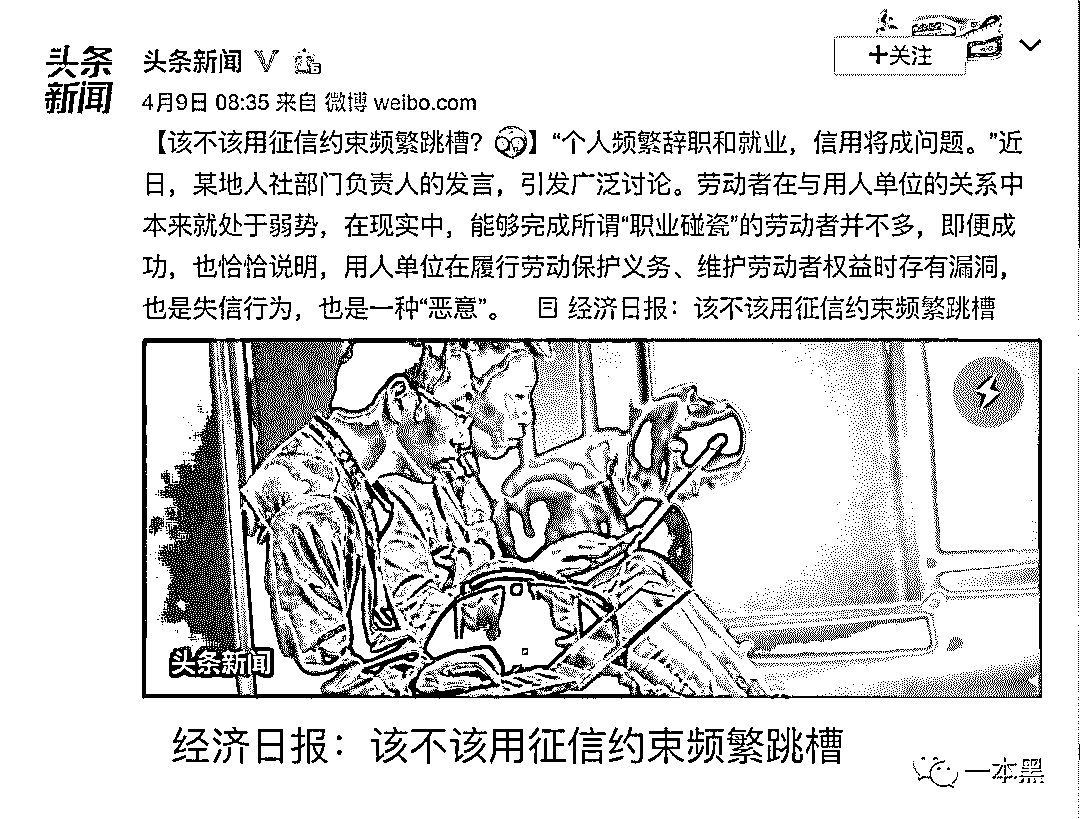 头条
新闻
头条新闻
+关注
4月9日 08:35 来自 微博 weibo.com
【该不该用征信约束频繁跳槽？】“个人频繁辞职和就业，信用将成问题。”近
日，某地人社部门负责人的发言，引发广泛讨论。劳动者在与用人单位的关系中
本来就处于弱势，在现实中，能够完成所谓“职业碰瓷”的劳动者并不多，即便成
功，也恰恰说明，用人单位在履行劳动保护义务、维护劳动者权益时存有漏洞，
也是失信行为，也是一种“恶意”。 经济日报：该不该用征信约束频繁跳槽
头条新闻
经济日报：该不该用征信约束频繁跳槽
一本黑